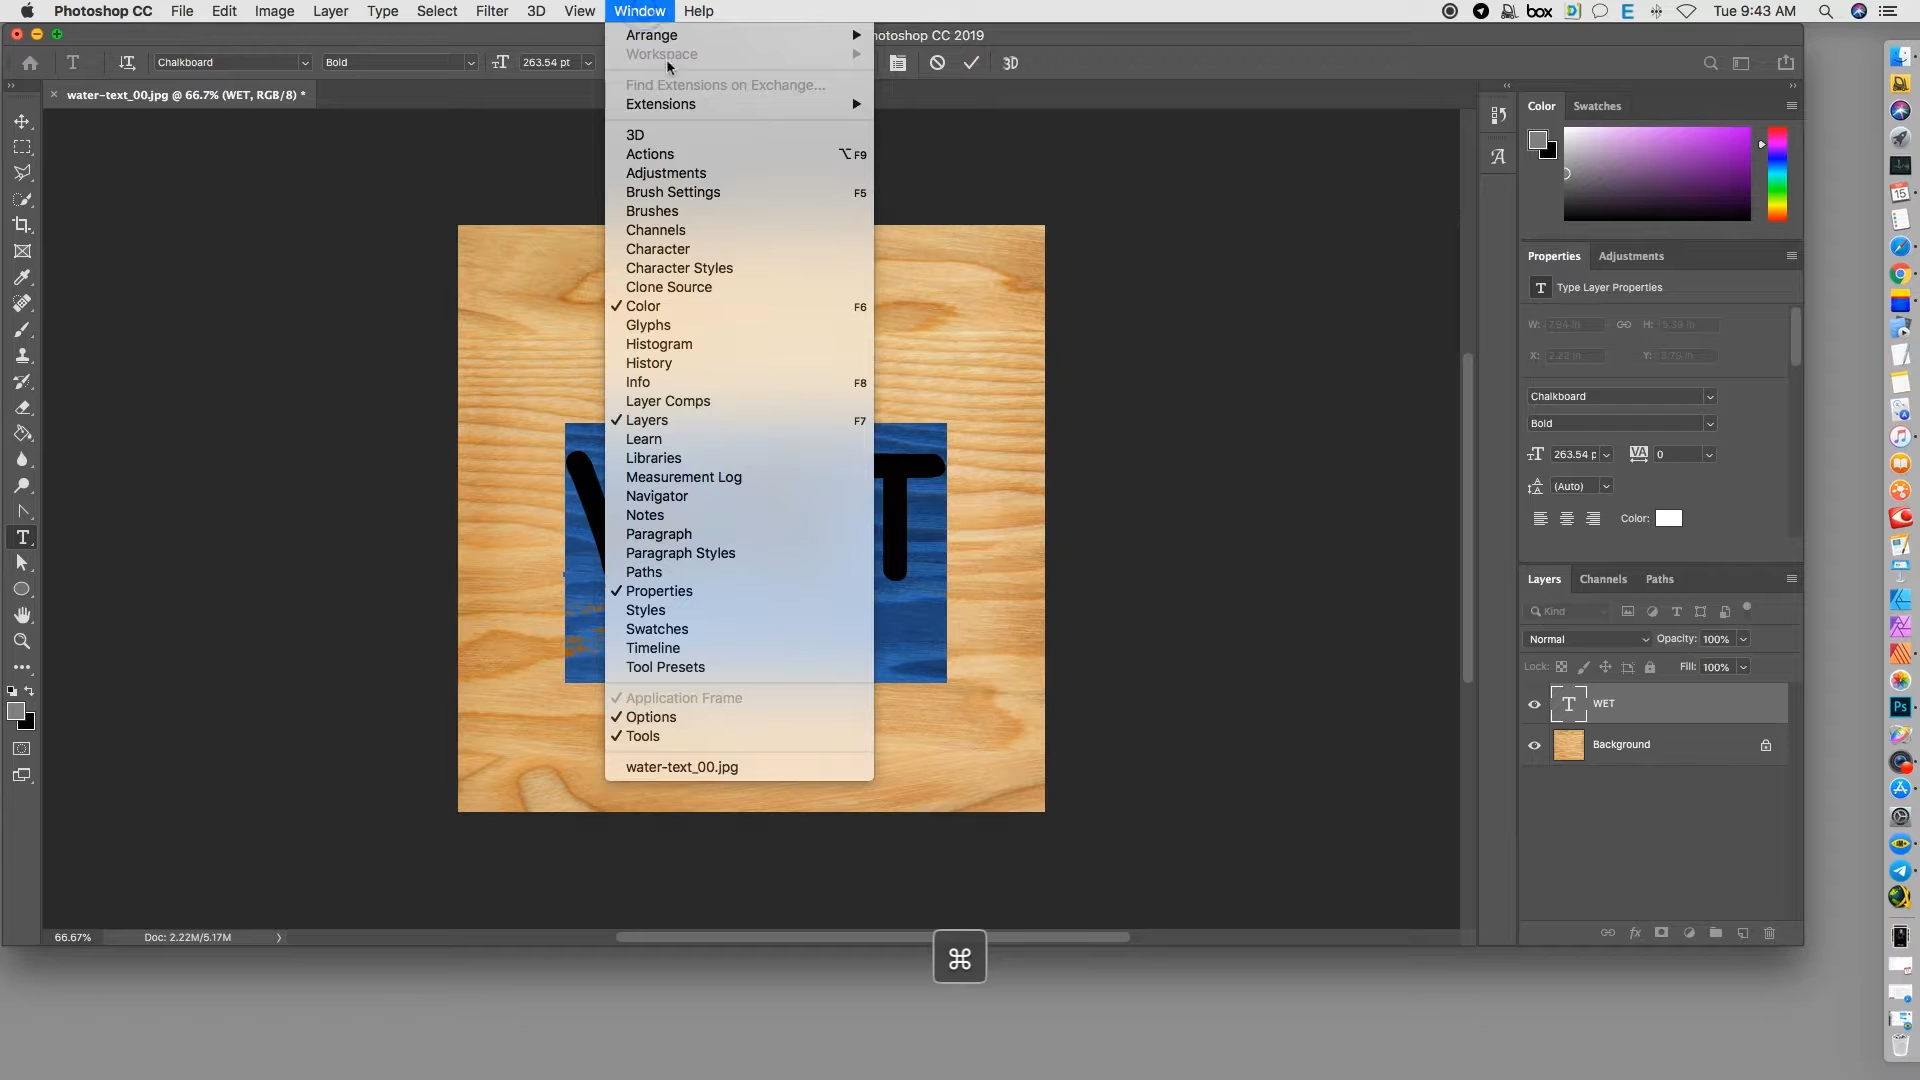 Photoshop CC File Edit Image Layer Type Select Filter 3D View Window Help
box Tue 9:43 AM
hotoshop CC 2019
Chalkboard Bold 263.54 pt 3D
water-text_00.jpg @ 66.7% (WET, RGB/8) *
Arrange
Workspace
Find Extensions on Exchange...
Extensions
3D
Actions ⌥F9
Adjustments
Brush Settings F5
Brushes
Channels
Character
Character Styles
Clone Source
✓ Color F6
Glyphs
Histogram
History
Info F8
Layer Comps
✓ Layers F7
Learn
Libraries
Measurement Log
Navigator
Notes
Paragraph
Paragraph Styles
Paths
✓ Properties
Styles
Swatches
Timeline
Tool Presets
✓ Application Frame
✓ Options
✓ Tools
water-text_00.jpg
T
Color Swatches
Properties Adjustments
T Type Layer Properties
W: 7.94 in H: 5.39 in
X: 2.22 in Y: 3.79 in
Chalkboard
Bold
263.54 p VA 0
(Auto)
Color:
Layers Channels Paths
Kind
Normal Opacity: 100%
Lock: Fill: 100%
T WET
Background
66.67% Doc: 2.22M/5.17M
⌘